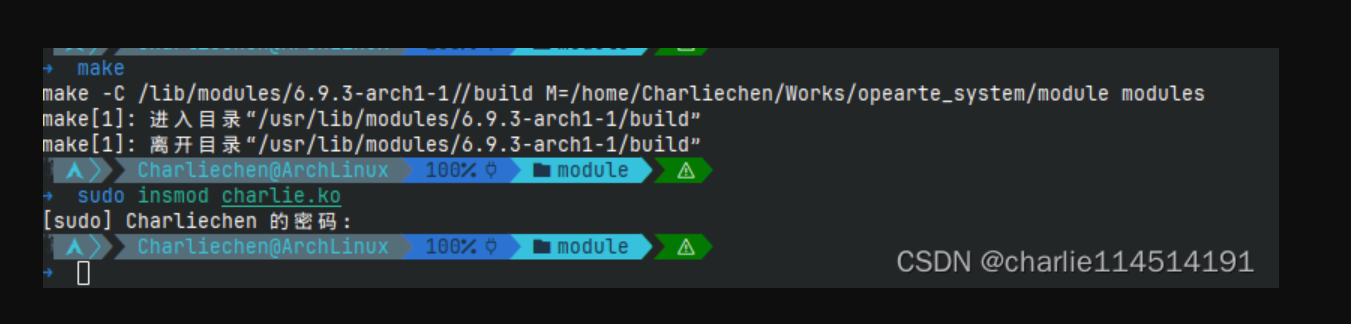 → make
make -C /lib/modules/6.9.3-arch1-1//build M=/home/Charliechen/Works/opearte_system/module modules
make[1]: 进入目录“/usr/lib/modules/6.9.3-arch1-1/build”
make[1]: 离开目录“/usr/lib/modules/6.9.3-arch1-1/build”
Charliechen@ArchLinux 100% module
→ sudo insmod charlie.ko
[sudo] Charliechen 的密码:
Charliechen@ArchLinux 100% module
→
CSDN @charlie114514191